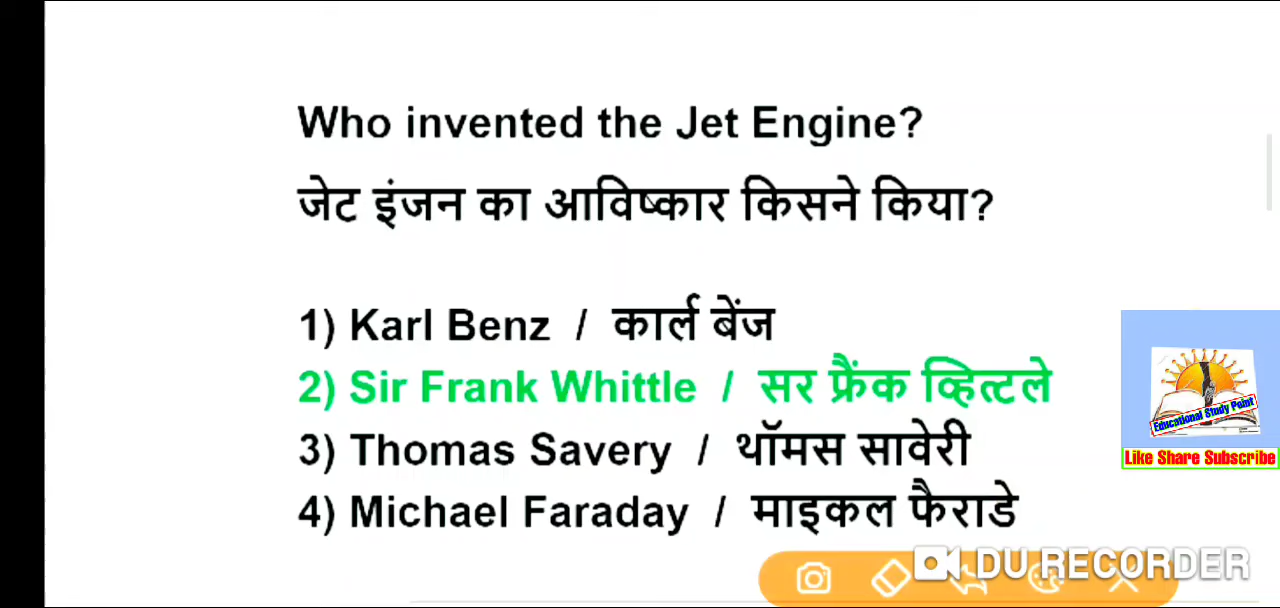 Who invented the Jet Engine?
जेट इंजन का आविष्कार किसने किया?
1) Karl Benz / कार्ल बेंज
2) Sir Frank Whittle / सर फ्रैंक व्हित्टले
3) Thomas Savery / थॉमस सावेरी
4) Michael Faraday / माइकल फैराडे
Educational Study Point
Like Share Subscribe
DU RECORDER